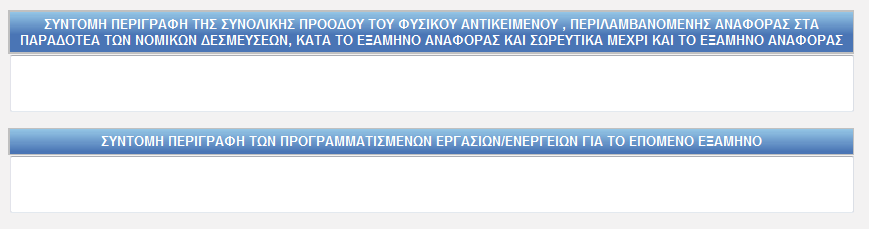 ΣΥΝΤΟΜΗ ΠΕΡΙΓΡΑΦΗ ΤΗΣ ΣΥΝΟΛΙΚΗΣ ΠΡΟΟΔΟΥ ΤΟΥ ΦΥΣΙΚΟΥ ΑΝΤΙΚΕΙΜΕΝΟΥ , ΠΕΡΙΛΑΜΒΑΝΟΜΕΝΗΣ ΑΝΑΦΟΡΑΣ ΣΤΑ
ΠΑΡΑΔΟΤΕΑ ΤΩΝ ΝΟΜΙΚΩΝ ΔΕΣΜΕΥΣΕΩΝ, ΚΑΤΑ ΤΟ ΕΞΑΜΗΝΟ ΑΝΑΦΟΡΑΣ ΚΑΙ ΣΩΡΕΥΤΙΚΑ ΜΕΧΡΙ ΚΑΙ ΤΟ ΕΞΑΜΗΝΟ ΑΝΑΦΟΡΑΣ
ΣΥΝΤΟΜΗ ΠΕΡΙΓΡΑΦΗ ΤΩΝ ΠΡΟΓΡΑΜΜΑΤΙΣΜΕΝΩΝ ΕΡΓΑΣΙΩΝ/ΕΝΕΡΓΕΙΩΝ ΓΙΑ ΤΟ ΕΠΟΜΕΝΟ ΕΞΑΜΗΝΟ